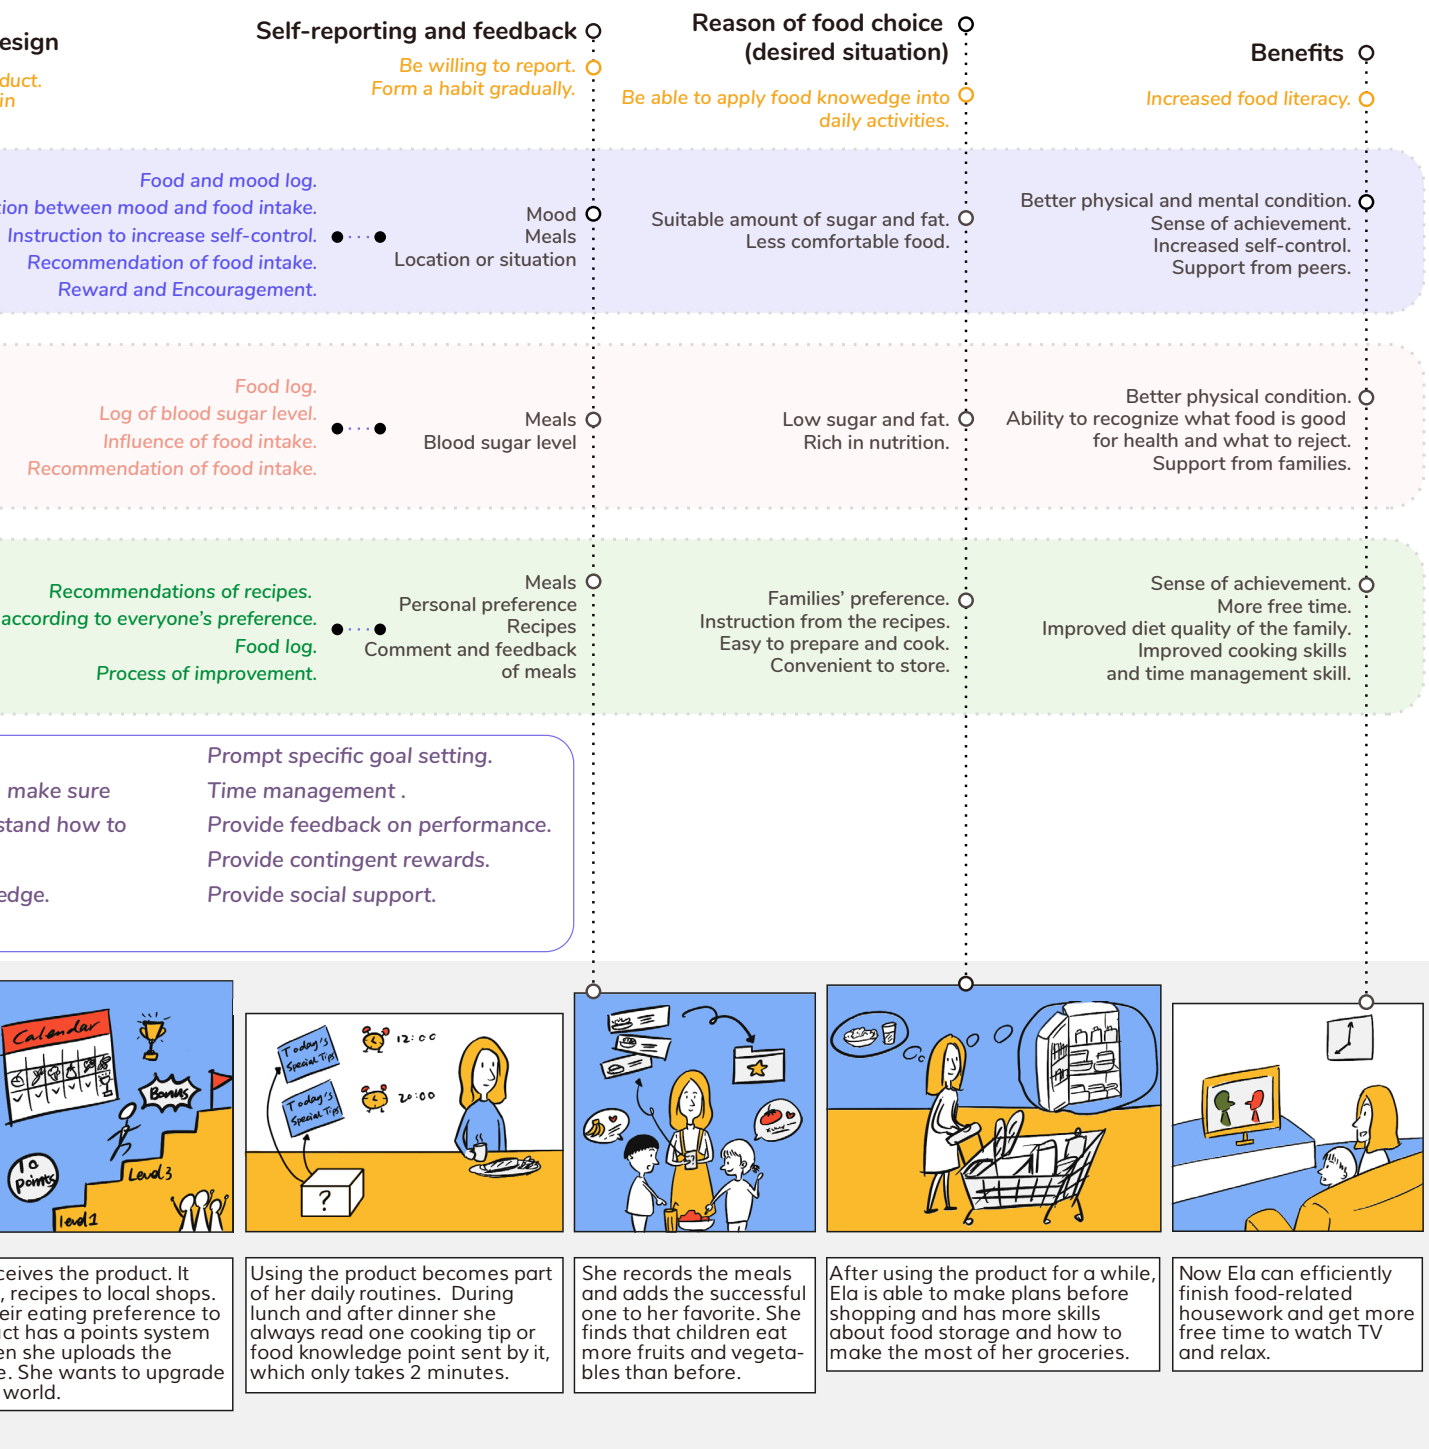 esign
duct.
in
Self-reporting and feedback
Be willing to report.
Form a habit gradually.
Reason of food choice
(desired situation)
Be able to apply food knowedge into
daily activities.
Benefits
Increased food literacy.
Food and mood log.
tion between mood and food intake.
Instruction to increase self-control.
Recommendation of food intake.
Reward and Encouragement.
Mood
Meals
Location or situation
Suitable amount of sugar and fat.
Less comfortable food.
Better physical and mental condition.
Sense of achievement.
Increased self-control.
Support from peers.
Food log.
Log of blood sugar level.
Influence of food intake.
Recommendation of food intake.
Meals
Blood sugar level
Low sugar and fat.
Rich in nutrition.
Better physical condition.
Ability to recognize what food is good
for health and what to reject.
Support from families.
Recommendations of recipes.
according to everyone’s preference.
Food log.
Process of improvement.
Meals
Personal preference
Recipes
Comment and feedback
of meals
Families’ preference.
Instruction from the recipes.
Easy to prepare and cook.
Convenient to store.
Sense of achievement.
More free time.
Improved diet quality of the family.
Improved cooking skills
and time management skill.
make sure
stand how to
edge.
Prompt specific goal setting.
Time management .
Provide feedback on performance.
Provide contingent rewards.
Provide social support.
Calendar
Bonus
10
points
Level3
level1
Today's
Special Tips!
12:00
Today's
Special Tips!
20:00
?
ceives the product. It
, recipes to local shops.
eir eating preference to
uct has a points system
en she uploads the
e. She wants to upgrade
world.
Using the product becomes part
of her daily routines. During
lunch and after dinner she
always read one cooking tip or
food knowledge point sent by it,
which only takes 2 minutes.
She records the meals
and adds the successful
one to her favorite. She
finds that children eat
more fruits and vegeta-
bles than before.
After using the product for a while,
Ela is able to make plans before
shopping and has more skills
about food storage and how to
make the most of her groceries.
Now Ela can efficiently
finish food-related
housework and get more
free time to watch TV
and relax.